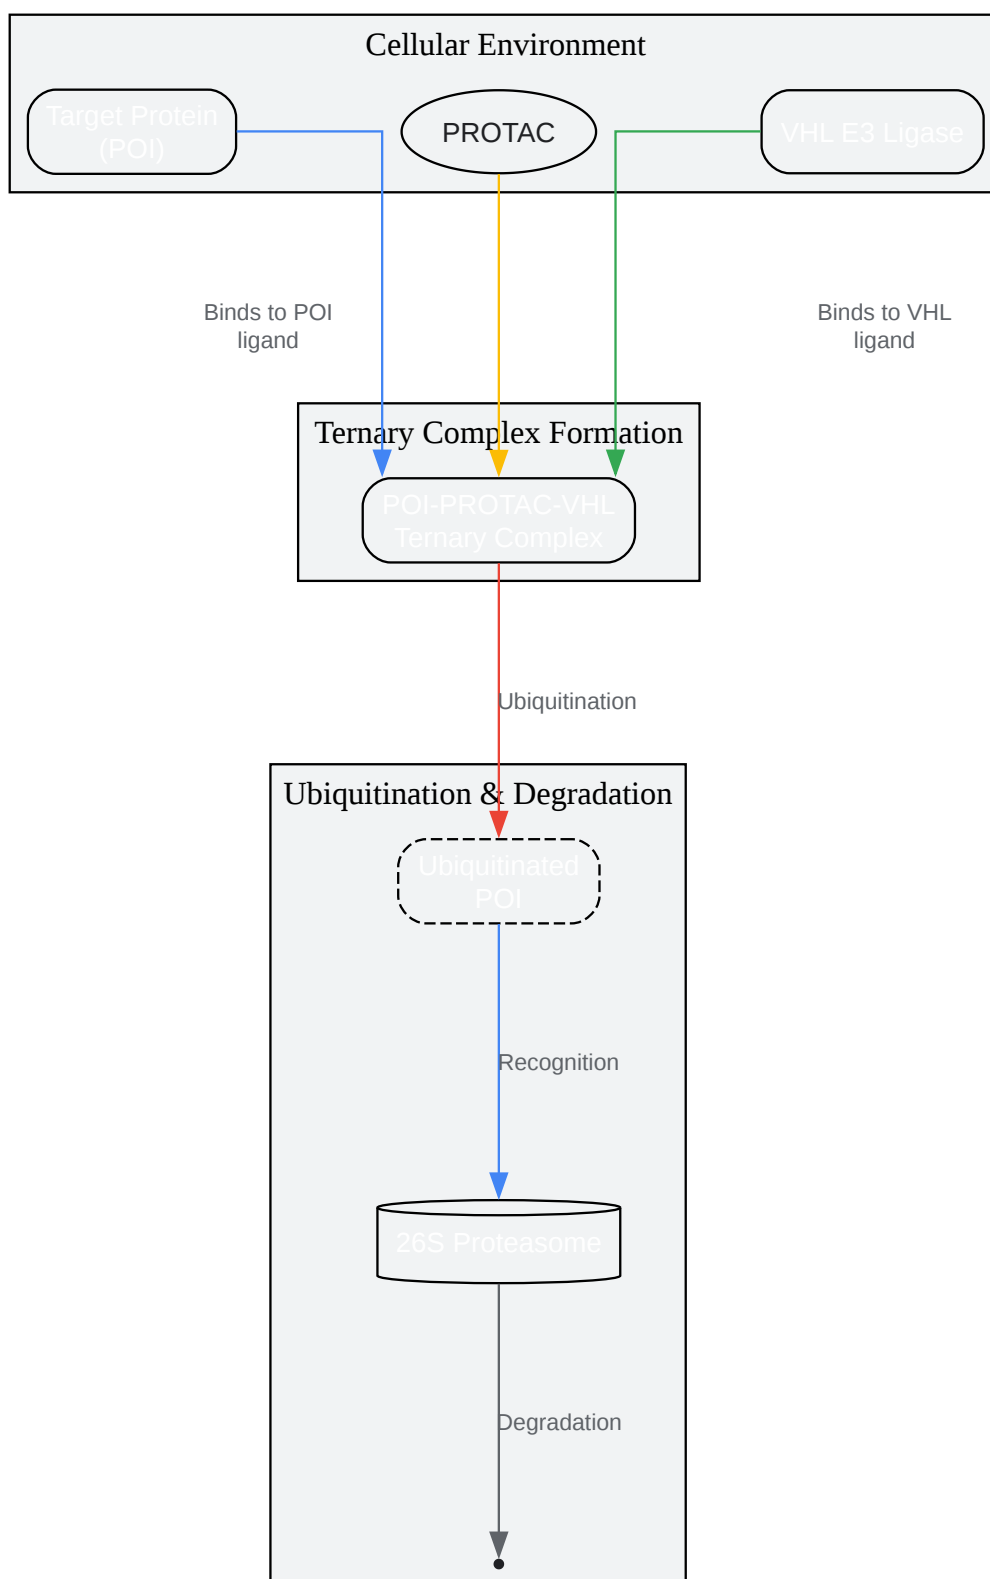 Cellular Environment
Target Protein
(POI)
PROTAC
VHL E3 Ligase
Binds to POI
ligand
Binds to VHL
ligand
Ternary Complex Formation
POI-PROTAC-VHL
Ternary Complex
Ubiquitination
Ubiquitination & Degradation
Ubiquitinated
POI
Recognition
26S Proteasome
Degradation